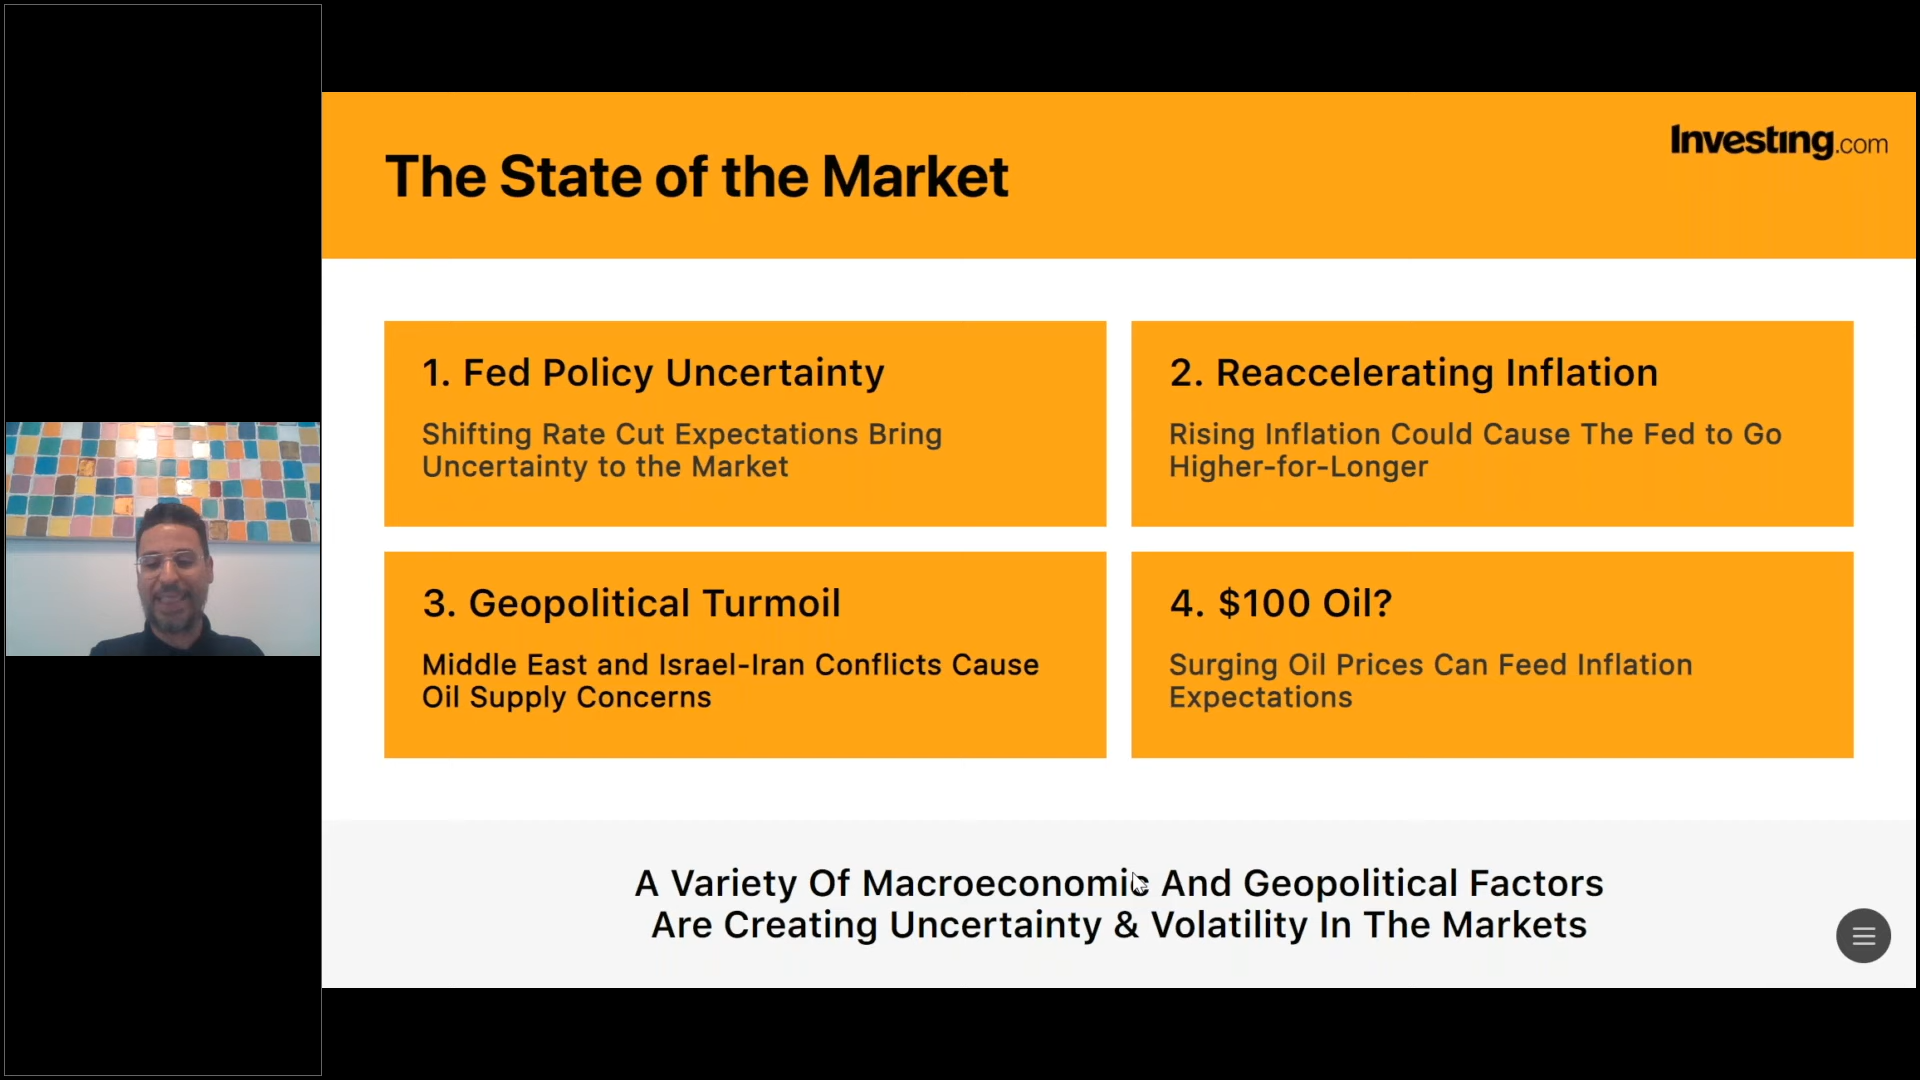 The State of the Market
Investing.com
1. Fed Policy Uncertainty
Shifting Rate Cut Expectations Bring
Uncertainty to the Market
2. Reaccelerating Inflation
Rising Inflation Could Cause The Fed to Go
Higher-for-Longer
3. Geopolitical Turmoil
Middle East and Israel-Iran Conflicts Cause
Oil Supply Concerns
4. $100 Oil?
Surging Oil Prices Can Feed Inflation
Expectations
A Variety Of Macroeconomic And Geopolitical Factors
Are Creating Uncertainty & Volatility In The Markets